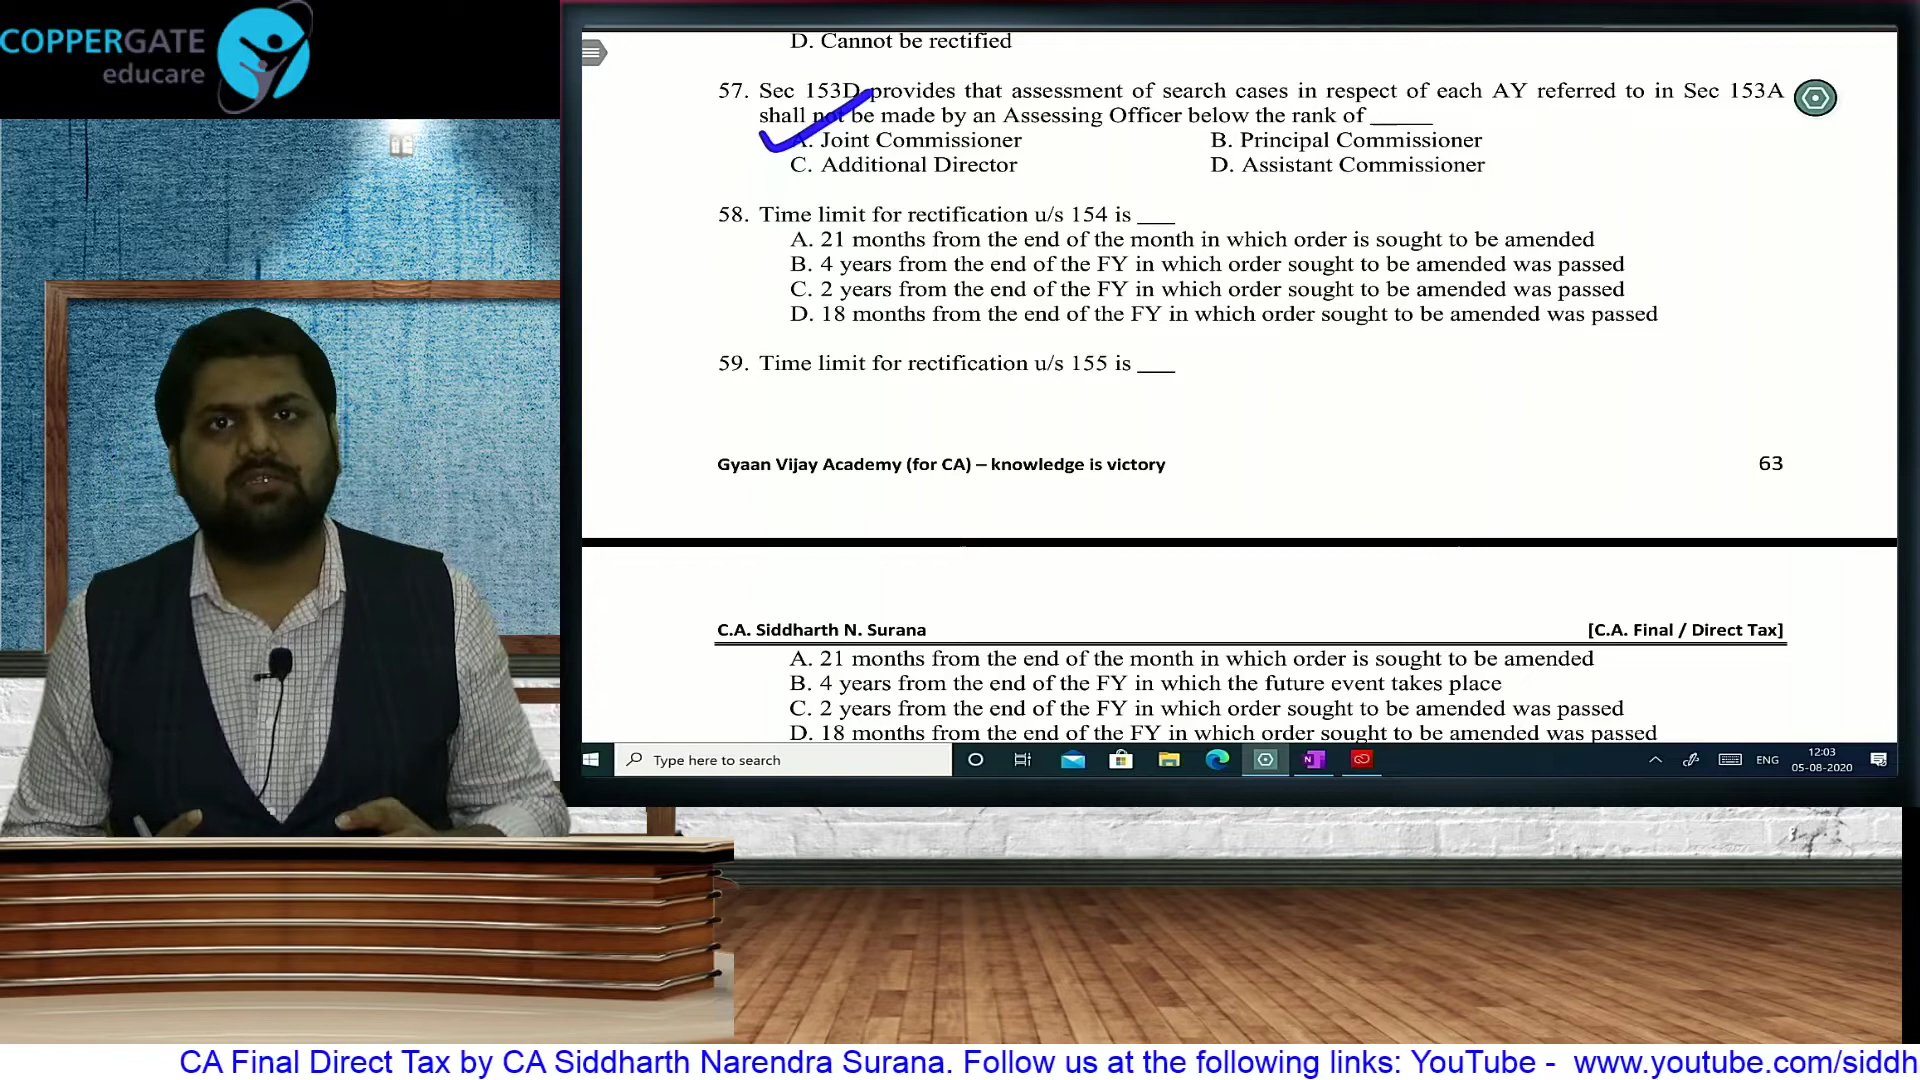 COPPERGATE
educare
D. Cannot be rectified
57. Sec 153D provides that assessment of search cases in respect of each AY referred to in Sec 153A
shall not be made by an Assessing Officer below the rank of _____
A. Joint Commissioner B. Principal Commissioner
C. Additional Director D. Assistant Commissioner
58. Time limit for rectification u/s 154 is ___
A. 21 months from the end of the month in which order is sought to be amended
B. 4 years from the end of the FY in which order sought to be amended was passed
C. 2 years from the end of the FY in which order sought to be amended was passed
D. 18 months from the end of the FY in which order sought to be amended was passed
59. Time limit for rectification u/s 155 is ___
Gyaan Vijay Academy (for CA) – knowledge is victory 63
C.A. Siddharth N. Surana [C.A. Final / Direct Tax]
A. 21 months from the end of the month in which order is sought to be amended
B. 4 years from the end of the FY in which the future event takes place
C. 2 years from the end of the FY in which order sought to be amended was passed
D. 18 months from the end of the FY in which order sought to be amended was passed
Type here to search
ENG
12:03
05-08-2020
CA Final Direct Tax by CA Siddharth Narendra Surana. Follow us at the following links: YouTube - www.youtube.com/siddh